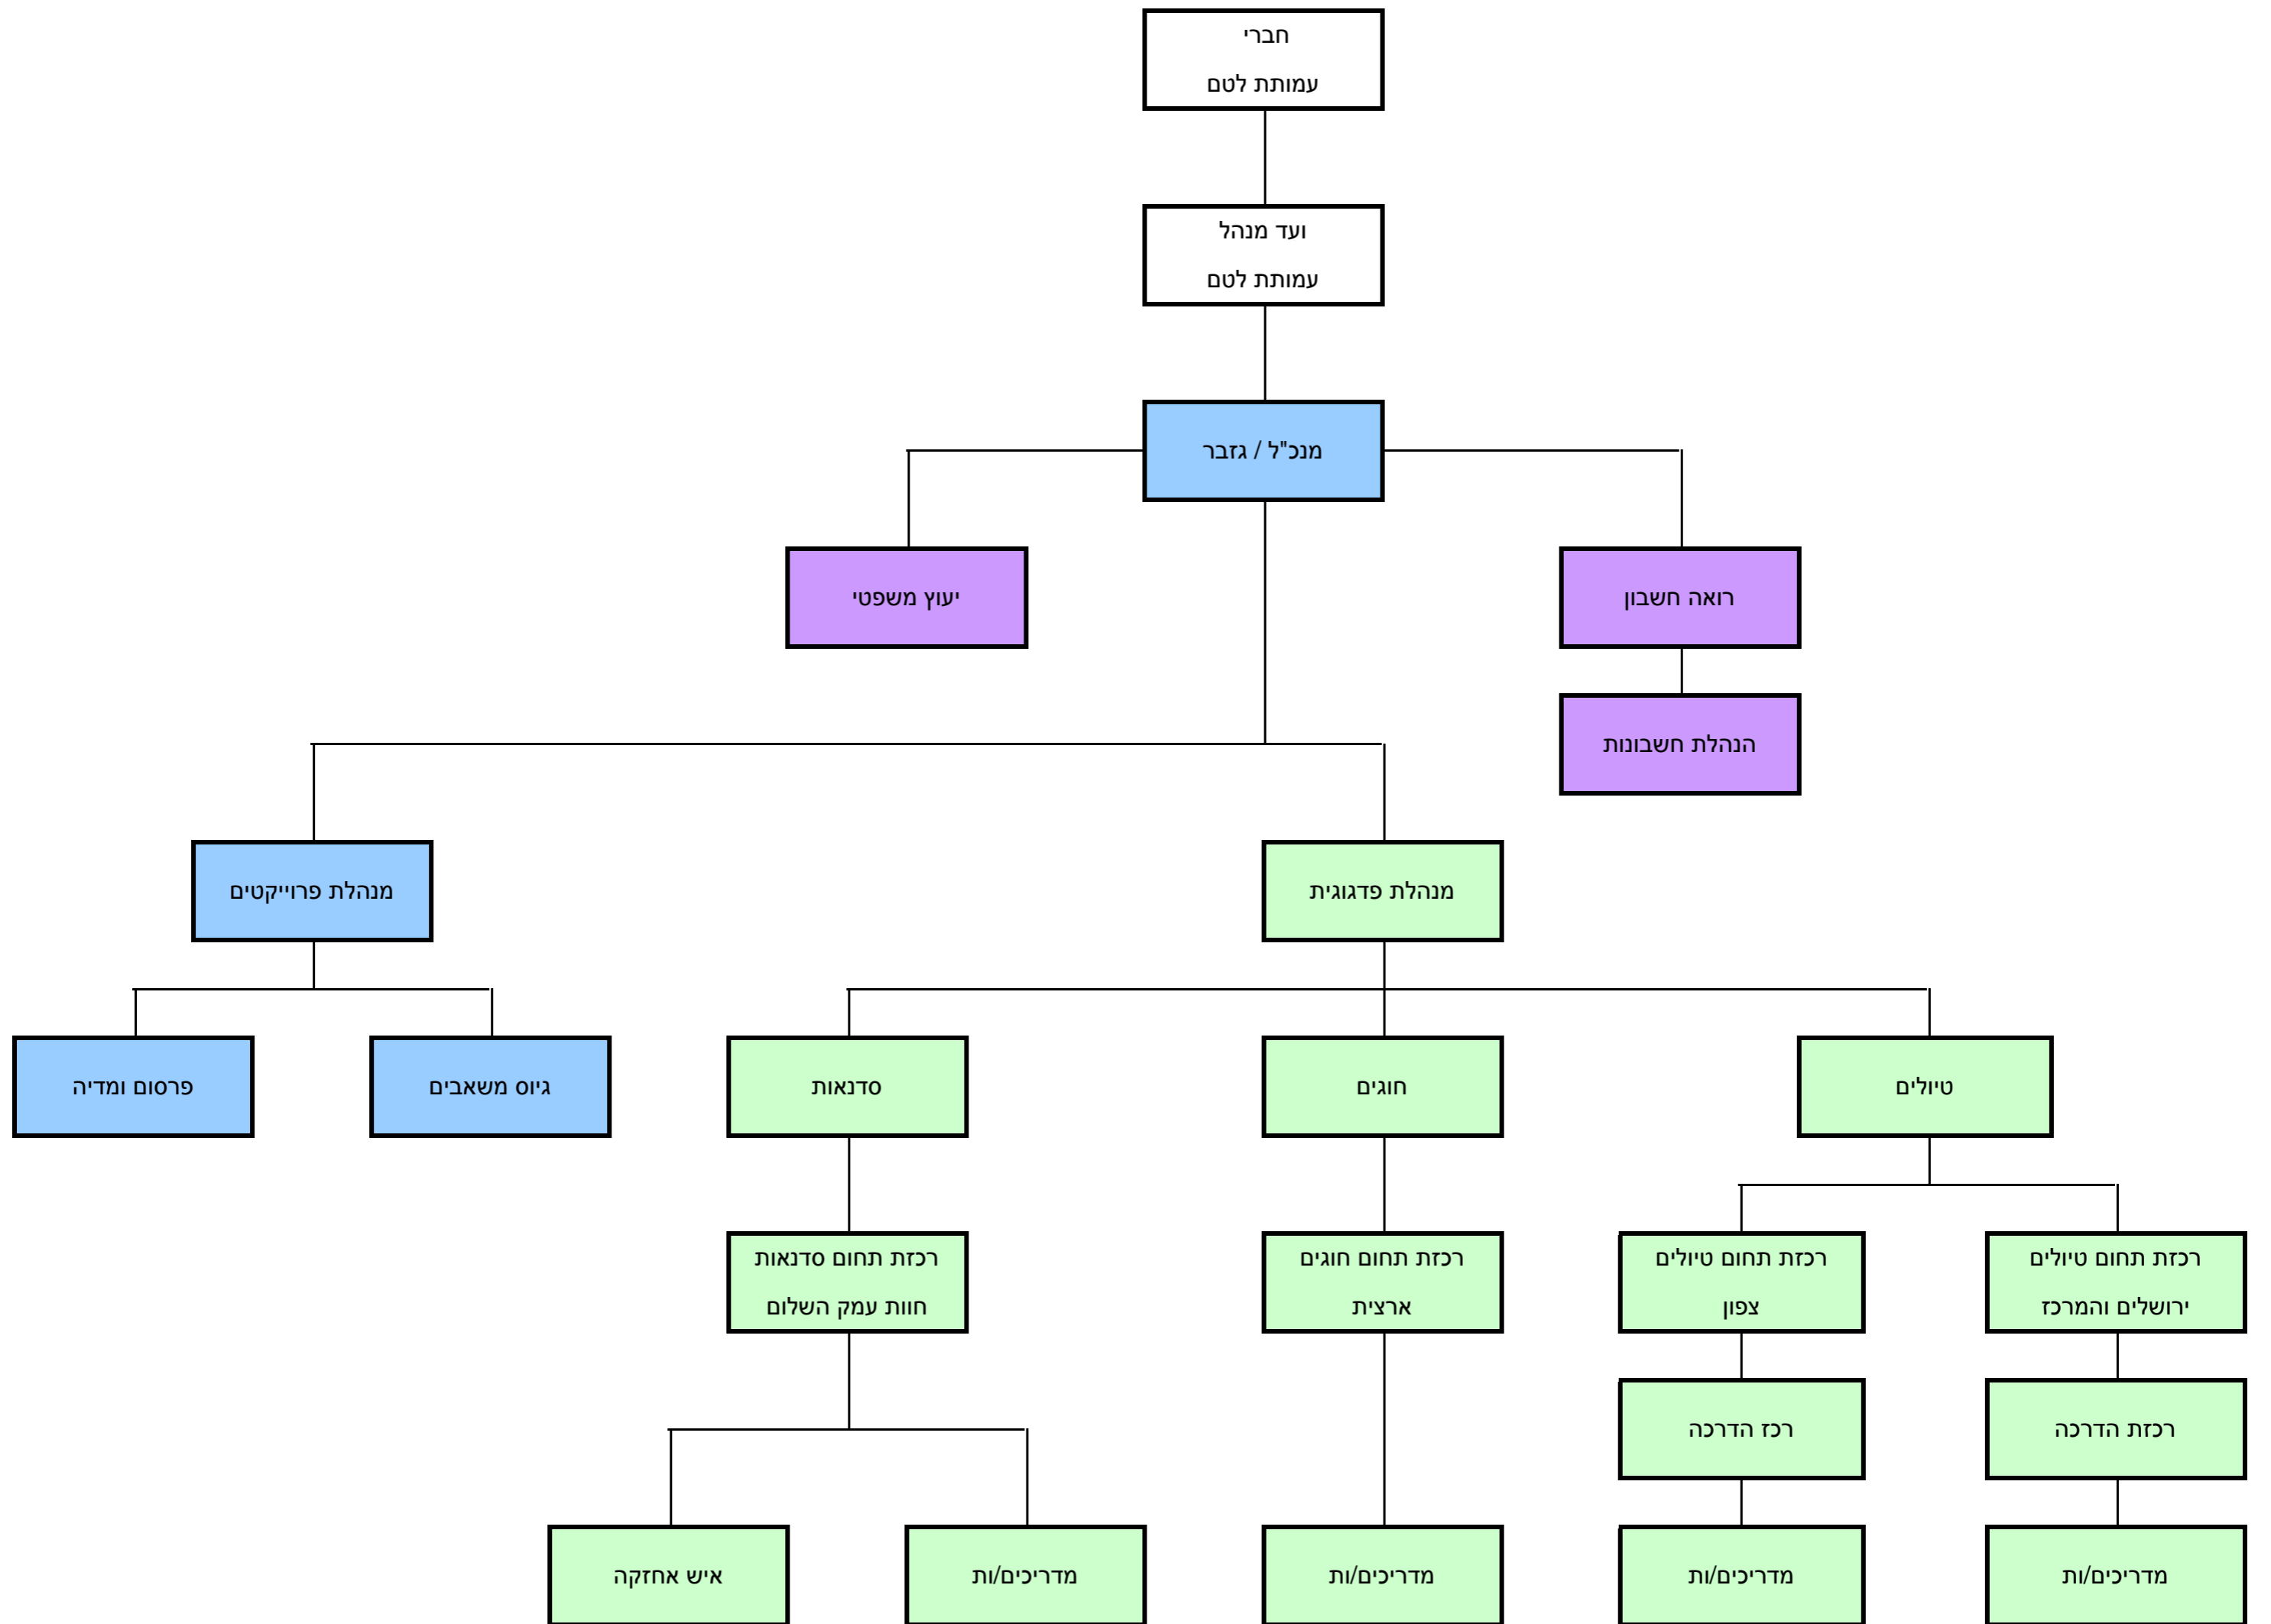 חברי
עמותת לטם
ועד מנהל
עמותת לטם
מנכ"ל / גזבר
רואה חשבון
יעוץ משפטי
הנהלת חשבונות
מנהלת פדגוגית
מנהלת פרוייקטים
טיולים
חוגים
סדנאות
גיוס משאבים
פרסום ומדיה
רכזת תחום טיולים
ירושלים והמרכז
רכזת תחום טיולים
צפון
רכזת תחום חוגים
ארצית
רכזת תחום סדנאות
חוות עמק השלום
רכזת הדרכה
רכז הדרכה
מדריכים/ות
מדריכים/ות
מדריכים/ות
מדריכים/ות
איש אחזקה